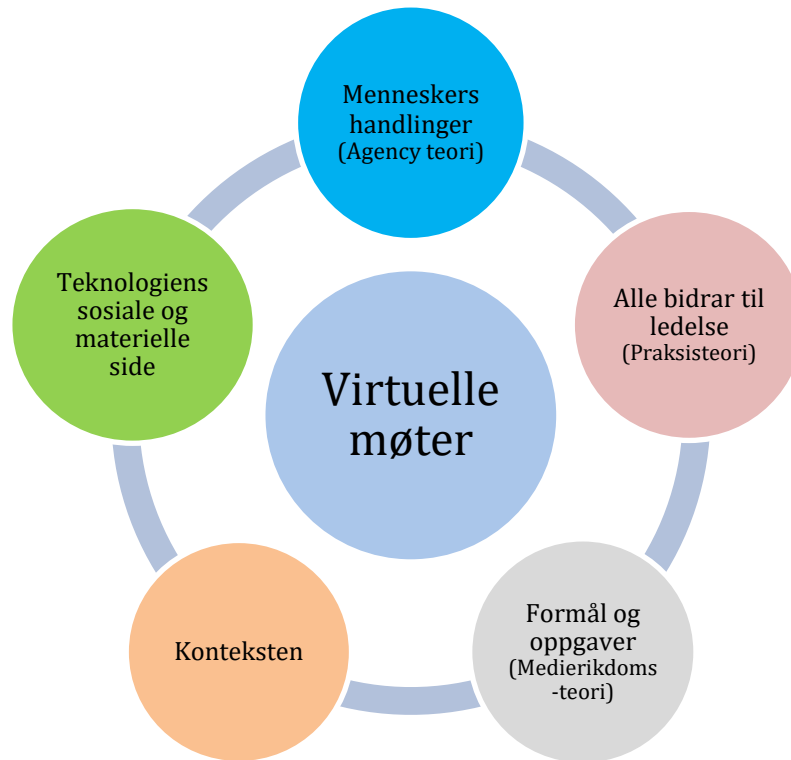 Menneskers
handlinger
(Agency teori)
Alle bidrar til
ledelse
(Praksisteori)
Formål og
oppgaver
(Medierikdoms
-teori)
Konteksten
Teknologiens
sosiale og
materielle
side
Virtuelle
møter